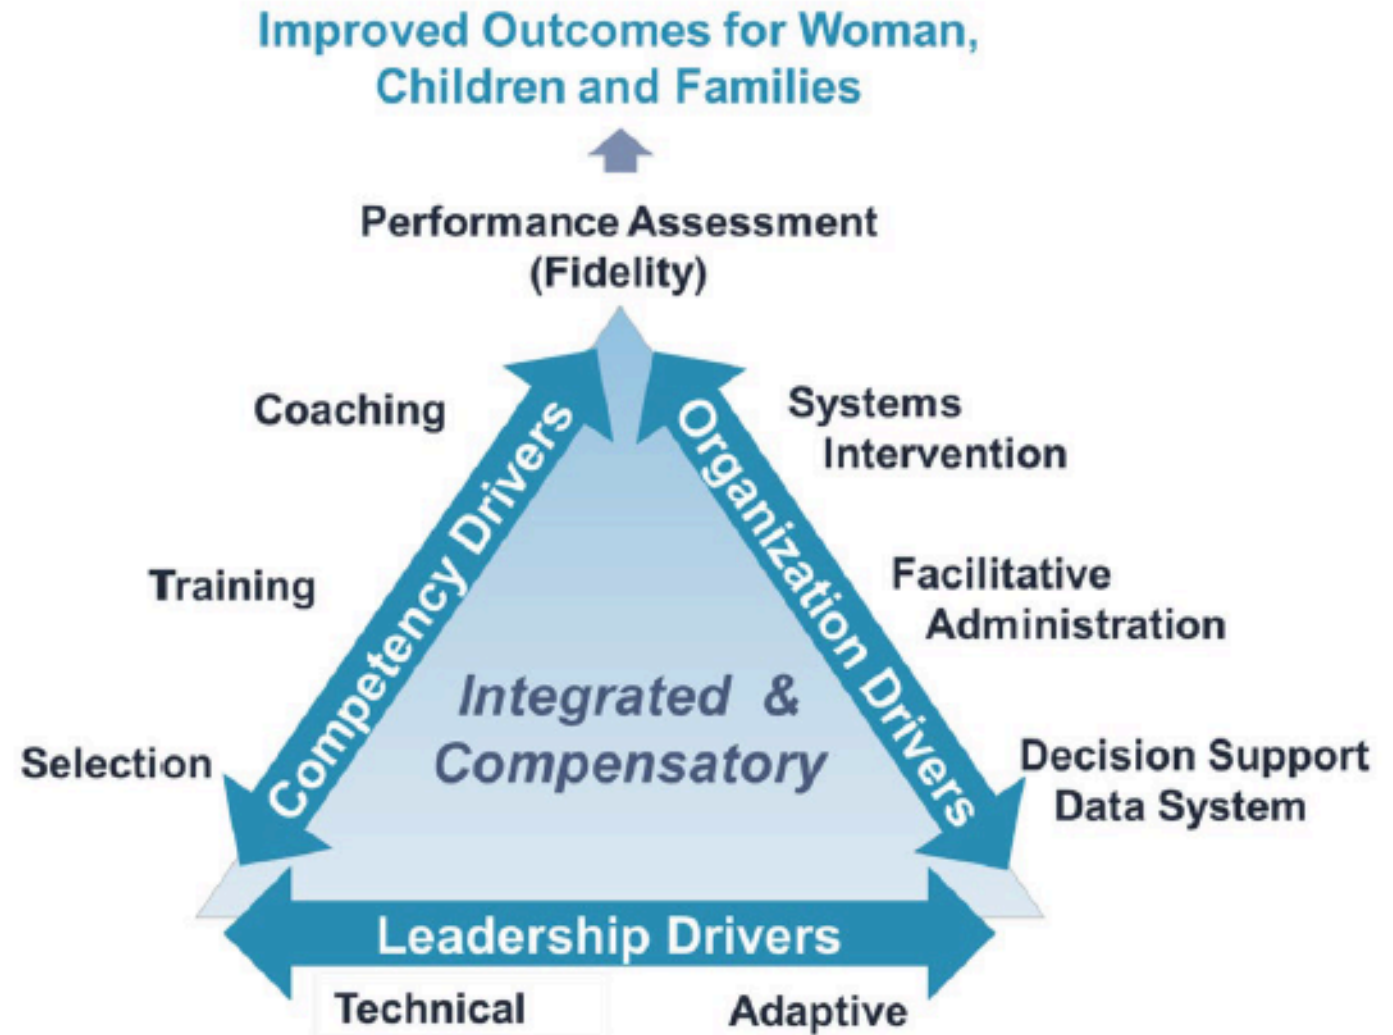 Improved Outcomes for Woman,
Children and Families
Performance Assessment
(Fidelity)
Coaching
Training
Selection
Competency Drivers
Organization Drivers
Systems
Intervention
Facilitative
Administration
Decision Support
Data System
Integrated &
Compensatory
Leadership Drivers
Technical
Adaptive